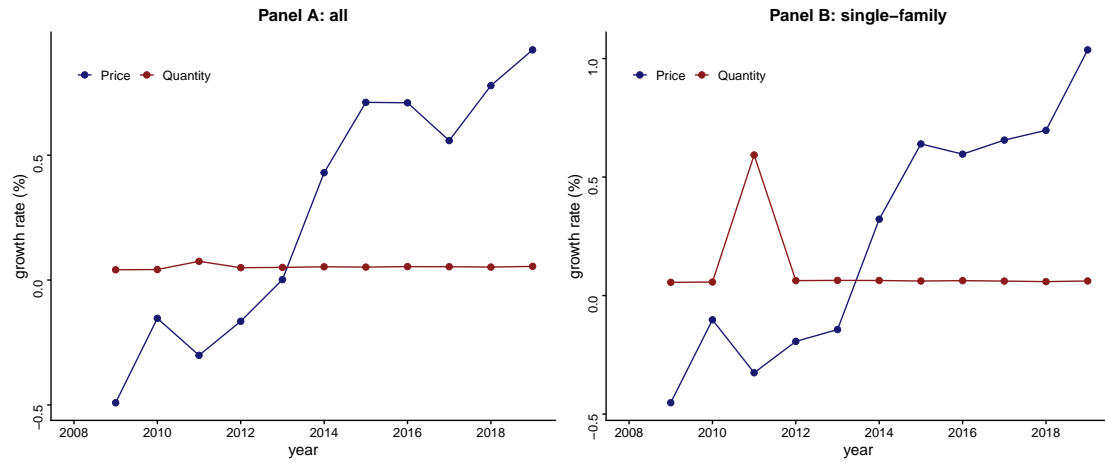 Panel A: all
Price Quantity
growth rate (%)
0.5
0.0
−0.5
2008 2010 2012 2014 2016 2018
year
Panel B: single−family
Price Quantity
growth rate (%)
1.0
0.5
0.0
−0.5
2008 2010 2012 2014 2016 2018
year